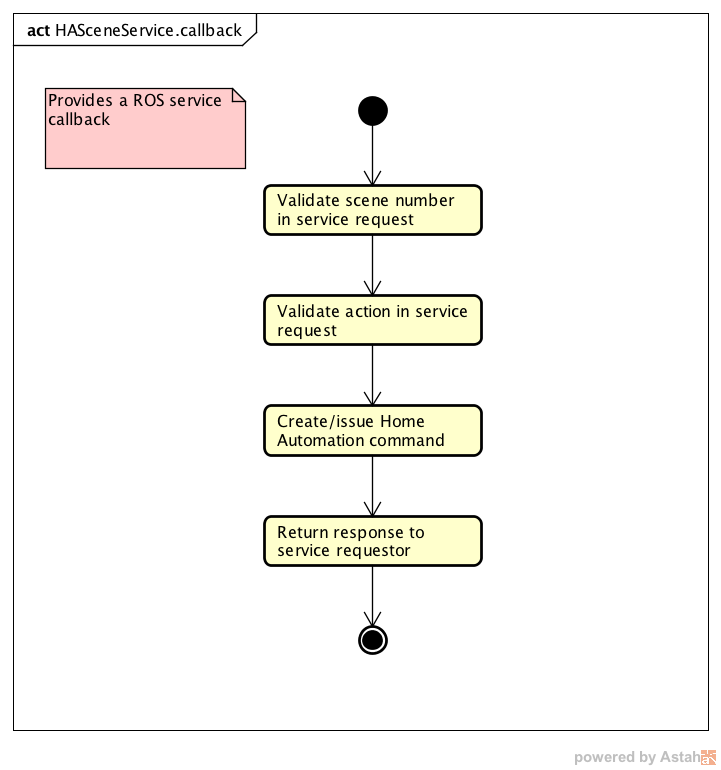 act HASceneService.callback
Provides a ROS service
callback
Validate scene number
in service request
Validate action in service
request
Create/issue Home
Automation command
Return response to
service requestor
powered by Astah